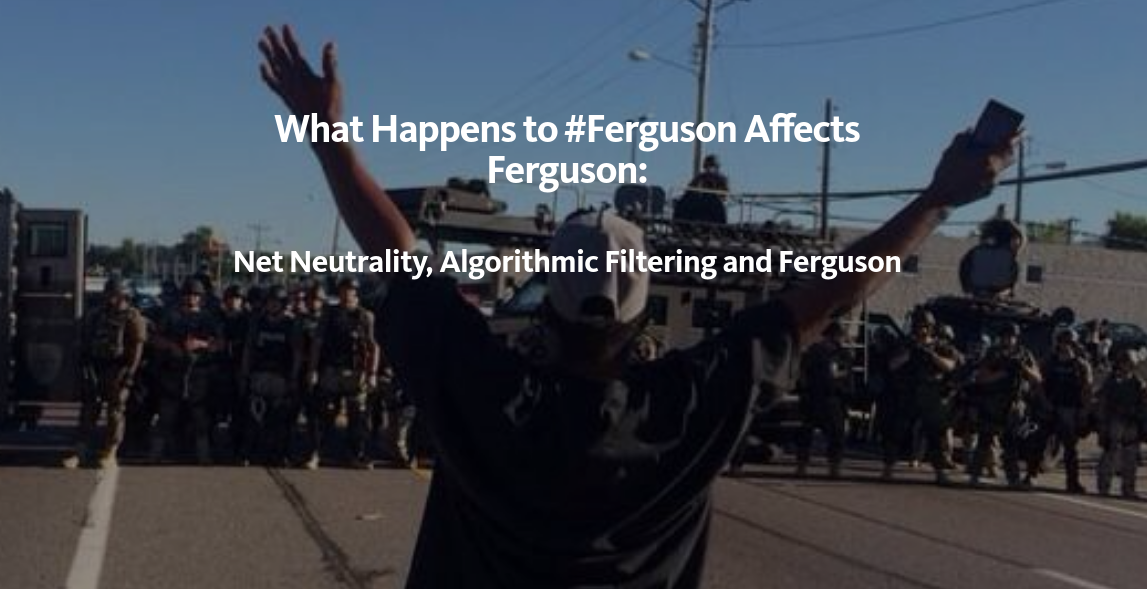 What Happens to #Ferguson Affects
Ferguson:
Net Neutrality, Algorithmic Filtering and Ferguson